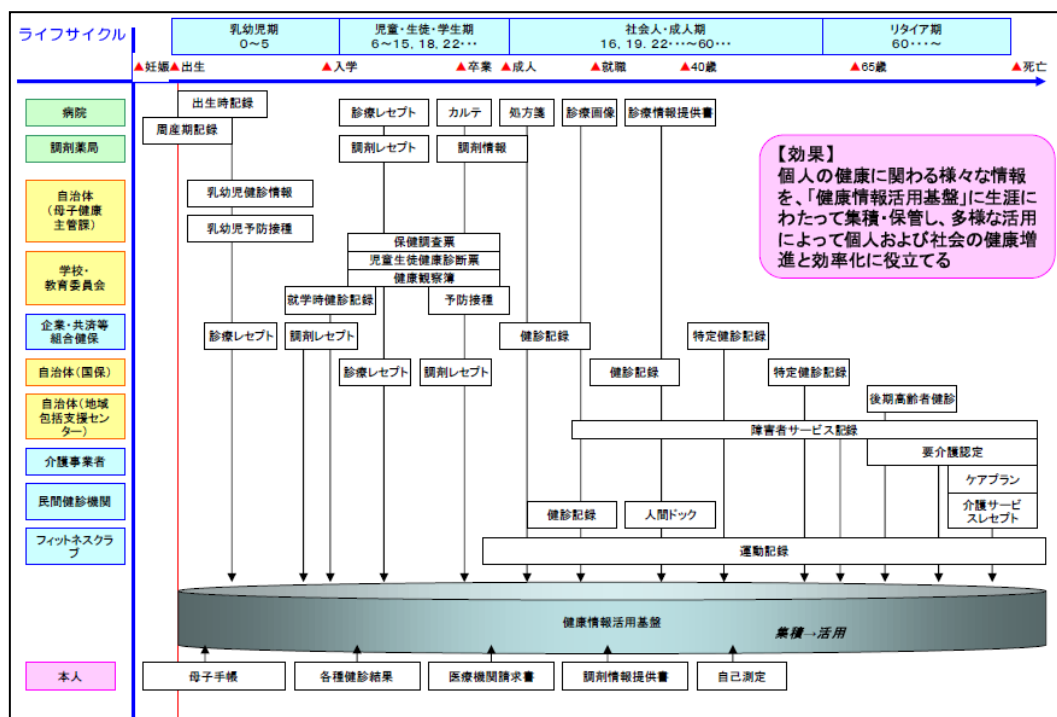 ライフサイクル
乳幼児期
0~5
児童・生徒・学生期
6~15, 18, 22・・・
社会人・成人期
16, 19. 22・・・~60・・・
リタイア期
60・・・~
▲妊娠
▲出生
▲入学
▲卒業
▲成人
▲就職
▲40歳
▲65歳
▲死亡
病院
出生時記録
診療レセプト
カルテ
処方箋
診療画像
診療情報提供書
周産期記録
調剤薬局
調剤レセプト
調剤情報
【効果】
個人の健康に関わる様々な情報
を、「健康情報活用基盤」に生涯に
わたって集積・保管し、多様な活用
によって個人および社会の健康増
進と効率化に役立てる
自治体
(母子健康
主管課)
乳幼児健診情報
乳幼児予防接種
保健調査票
児童生徒健康診断票
健康観察簿
学校・
教育委員会
就学時健診記録
予防接種
企業・共済等
組合健保
診療レセプト
調剤レセプト
健診記録
特定健診記録
自治体(国保)
診療レセプト
調剤レセプト
健診記録
特定健診記録
自治体(地域
包括支援セン
ター)
後期高齢者健診
障害者サービス記録
要介護認定
介護事業者
ケアプラン
民間健診機関
健診記録
人間ドック
介護サービ
スレセプト
フィットネスクラ
ブ
運動記録
健康情報活用基盤
集積→活用
本人
母子手帳
各種健診結果
医療機関請求書
調剤情報提供書
自己測定